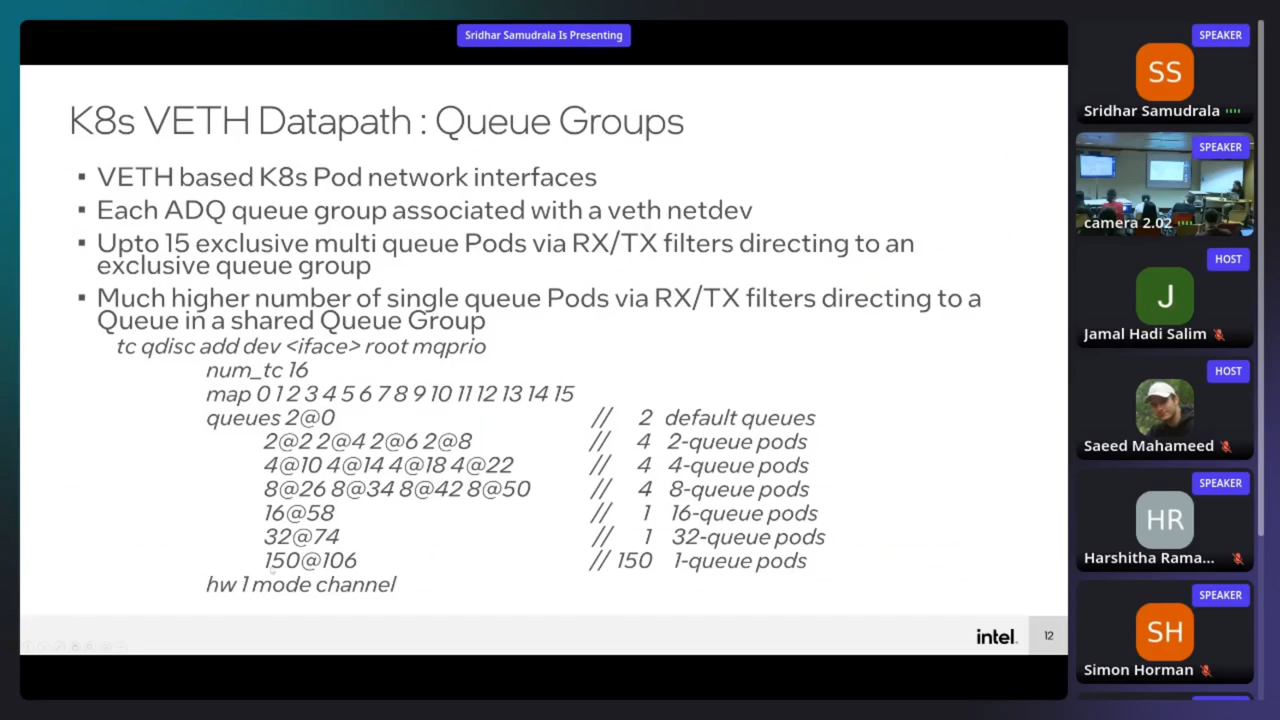 Sridhar Samudrala Is Presenting
K8s VETH Datapath : Queue Groups
▪ VETH based K8s Pod network interfaces
▪ Each ADQ queue group associated with a veth netdev
▪ Upto 15 exclusive multi queue Pods via RX/TX filters directing to an
exclusive queue group
▪ Much higher number of single queue Pods via RX/TX filters directing to a
Queue in a shared Queue Group
tc qdisc add dev <iface> root mqprio
num_tc 16
map 0 1 2 3 4 5 6 7 8 9 10 11 12 13 14 15
queues 2@0 // 2 default queues
2@2 2@4 2@6 2@8 // 4 2-queue pods
4@10 4@14 4@18 4@22 // 4 4-queue pods
8@26 8@34 8@42 8@50 // 4 8-queue pods
16@58 // 1 16-queue pods
32@74 // 1 32-queue pods
150@106 // 150 1-queue pods
hw 1 mode channel
intel.
12
SPEAKER
SS
Sridhar Samudrala
SPEAKER
camera 2.02
HOST
J
Jamal Hadi Salim
HOST
Saeed Mahameed
SPEAKER
HR
Harshitha Rama...
SPEAKER
SH
Simon Horman